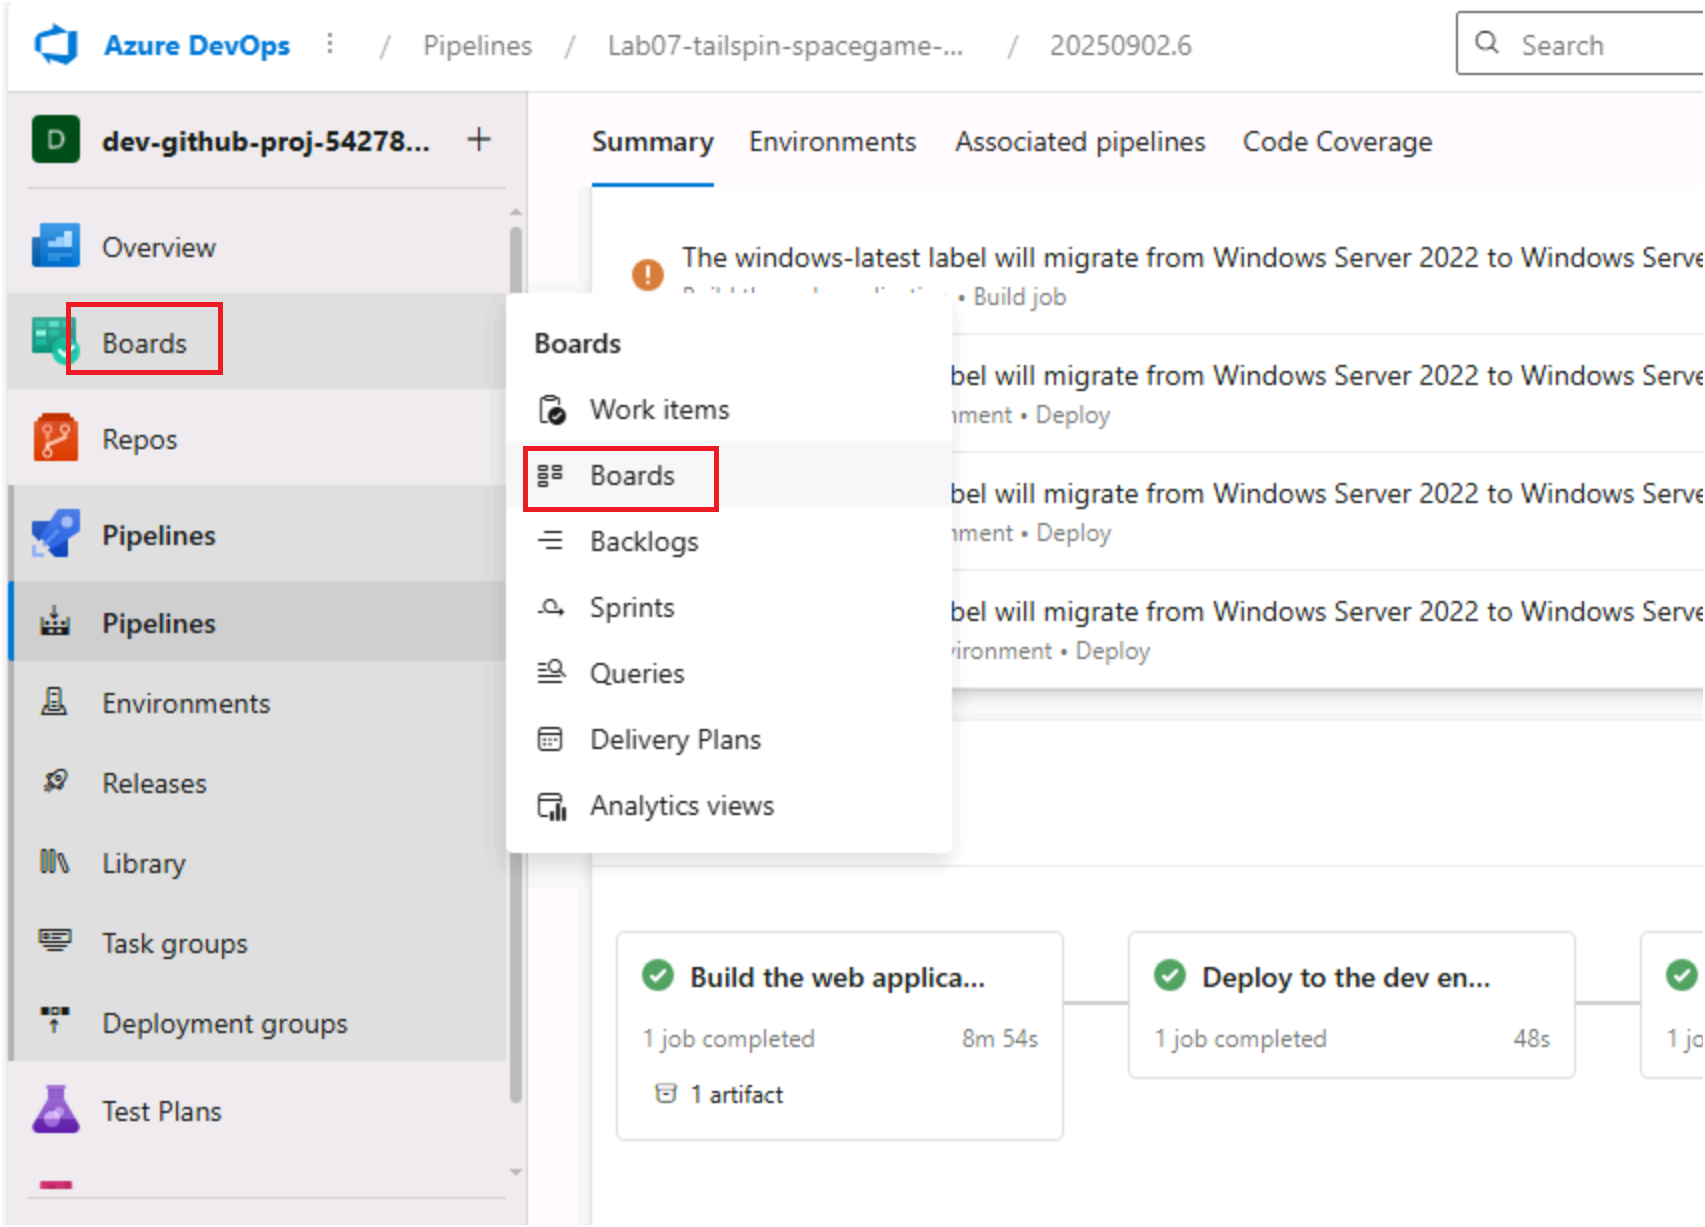 Azure DevOps / Pipelines / Lab07-tailspin-spacegame-... / 20250902.6
Search
D dev-github-proj-54278... +
Overview
Boards
Repos
Pipelines
Pipelines
Environments
Releases
Library
Task groups
Deployment groups
Test Plans
Boards
Work items
Boards
Backlogs
Sprints
Queries
Delivery Plans
Analytics views
Summary Environments Associated pipelines Code Coverage
The windows-latest label will migrate from Windows Server 2022 to Windows Serve
• Build job
bel will migrate from Windows Server 2022 to Windows Serve
nment • Deploy
bel will migrate from Windows Server 2022 to Windows Serve
nment • Deploy
bel will migrate from Windows Server 2022 to Windows Serve
vironment • Deploy
Build the web applica...
1 job completed 8m 54s
1 artifact
Deploy to the dev en...
1 job completed 48s
1 jo